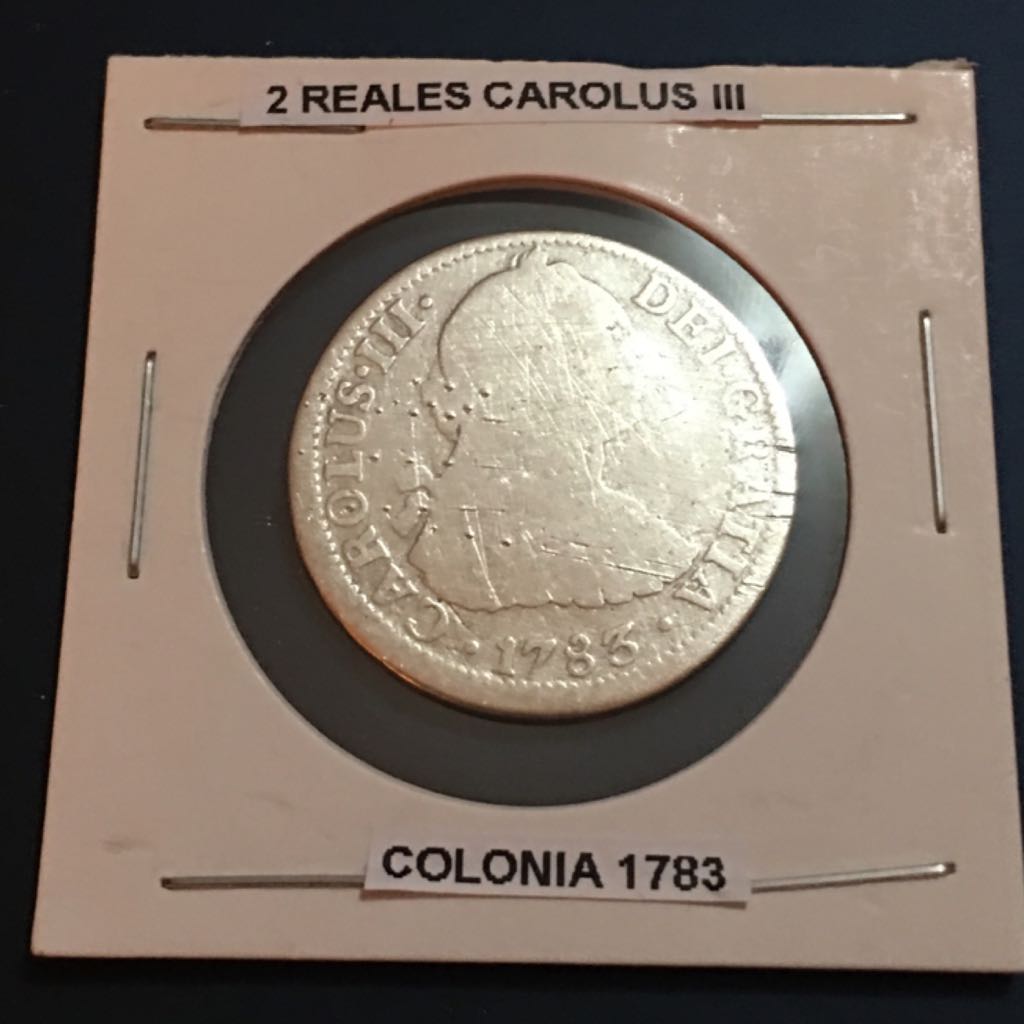 2 REALES CAROLUS III
CAROLUS·III· DEI·GRATIA
·1783·
COLONIA 1783